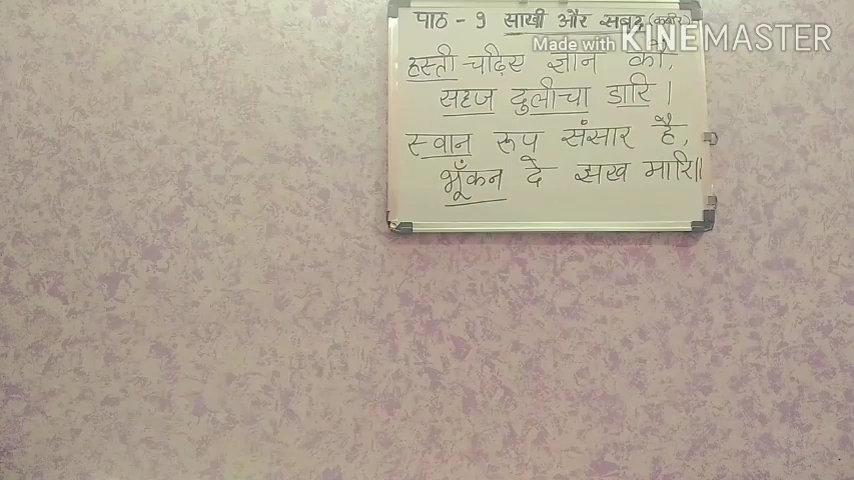 पाठ - 9 साखी और सबद (कबीर)
Made with KINEMASTER
हस्ती चढ़िए ज्ञान कौ,
सहज दुलीचा डारि ।
स्वान रूप संसार है,
भूँकन दे झख मारि॥